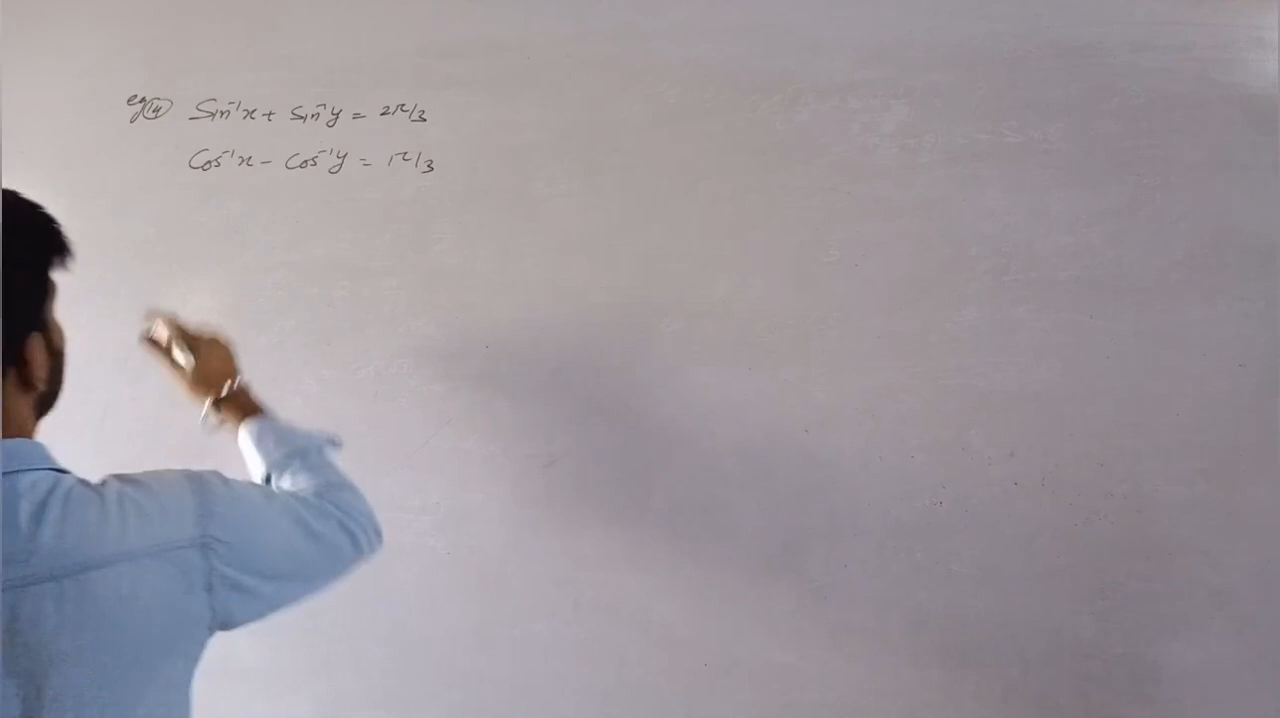 eg 14 Sin⁻¹x + Sin⁻¹y = 2π/3
Cos⁻¹x - Cos⁻¹y = π/3